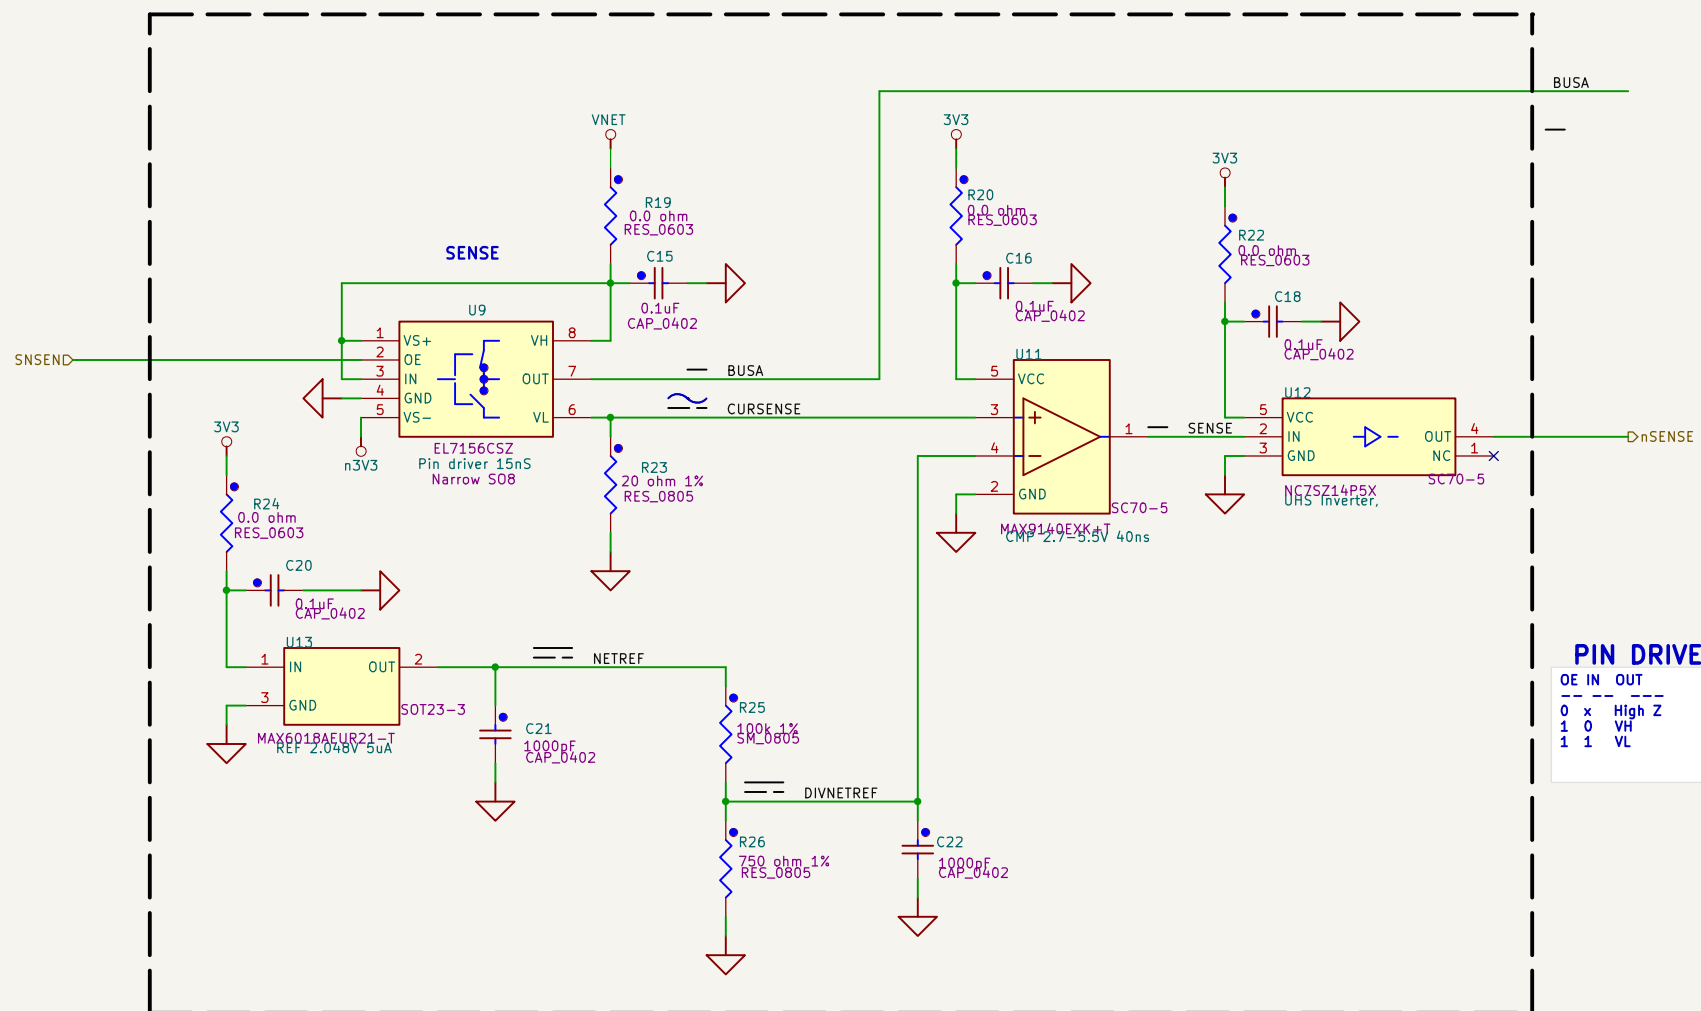 BUSA
VNET
3V3
3V3
R19
0.0 ohm
RES_0603
R20
0.0 ohm
RES_0603
R22
0.0 ohm
RES_0603
SENSE
C15
0.1uF
CAP_0402
C16
0.1uF
CAP_0402
C18
0.1uF
CAP_0402
U9
1 VS+ VH 8
SNSEN 2 OE
3 IN OUT 7 BUSA
4 GND
5 VS- VL 6 CURSENSE
EL7156CSZ
Pin driver 15nS
Narrow SO8
n3V3
U11
5 VCC
3
4
1
2 GND
SC70-5
MAX9140EXK+T
CMP 2.7-5.5V 40ns
SENSE
U12
5 VCC
2 IN OUT 4 nSENSE
3 GND NC 1
SC70-5
NC7SZ14P5X
UHS Inverter,
R23
20 ohm 1%
RES_0805
3V3
R24
0.0 ohm
RES_0603
C20
0.1uF
CAP_0402
U13
1 IN OUT 2
3 GND
SOT23-3
MAX6018AEUR21-T
REF 2.048V 5uA
NETREF
C21
1000pF
CAP_0402
R25
100k 1%
SM_0805
DIVNETREF
R26
750 ohm 1%
RES_0805
C22
1000pF
CAP_0402
PIN DRIVE
OE IN OUT
-- -- ---
0 x High Z
1 0 VH
1 1 VL